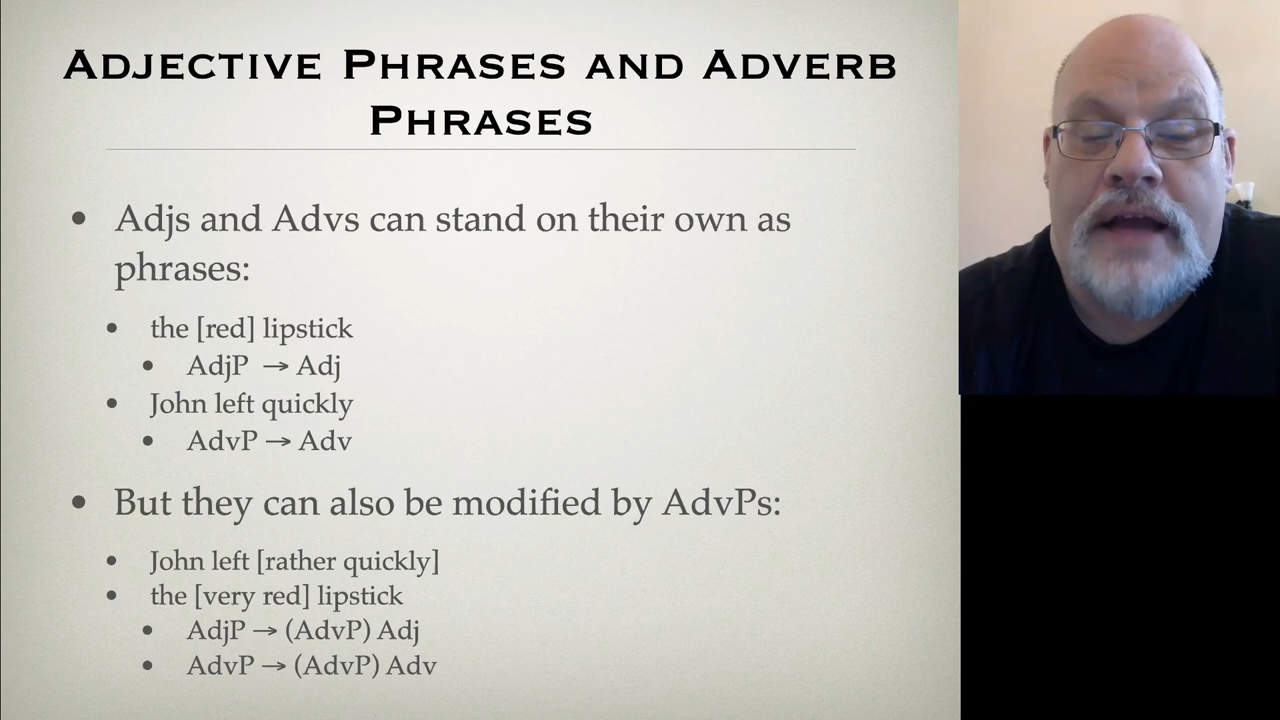 Adjective Phrases and Adverb
Phrases
• Adjs and Advs can stand on their own as
phrases:
• the [red] lipstick
• AdjP → Adj
• John left quickly
• AdvP → Adv
• But they can also be modified by AdvPs:
• John left [rather quickly]
• the [very red] lipstick
• AdjP → (AdvP) Adj
• AdvP → (AdvP) Adv